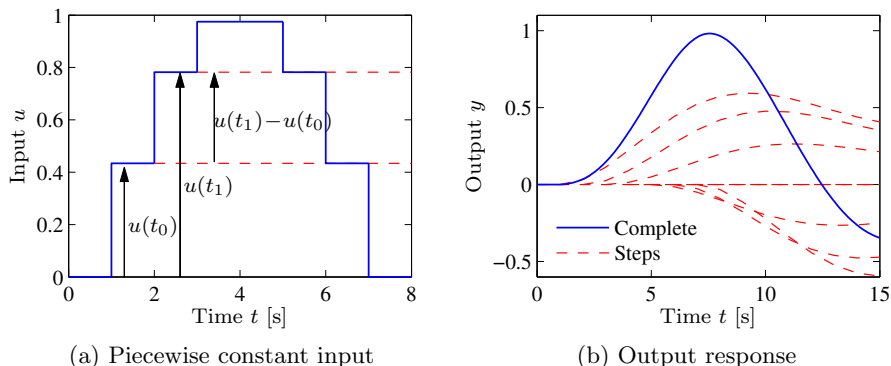 1
0.8
0.6
0.4
0.2
0
Input u
u(t₁)−u(t₀)
u(t₁)
u(t₀)
0 2 4 6 8
Time t [s]
(a) Piecewise constant input
1
0.5
0
−0.5
Output y
Complete
Steps
0 5 10 15
Time t [s]
(b) Output response